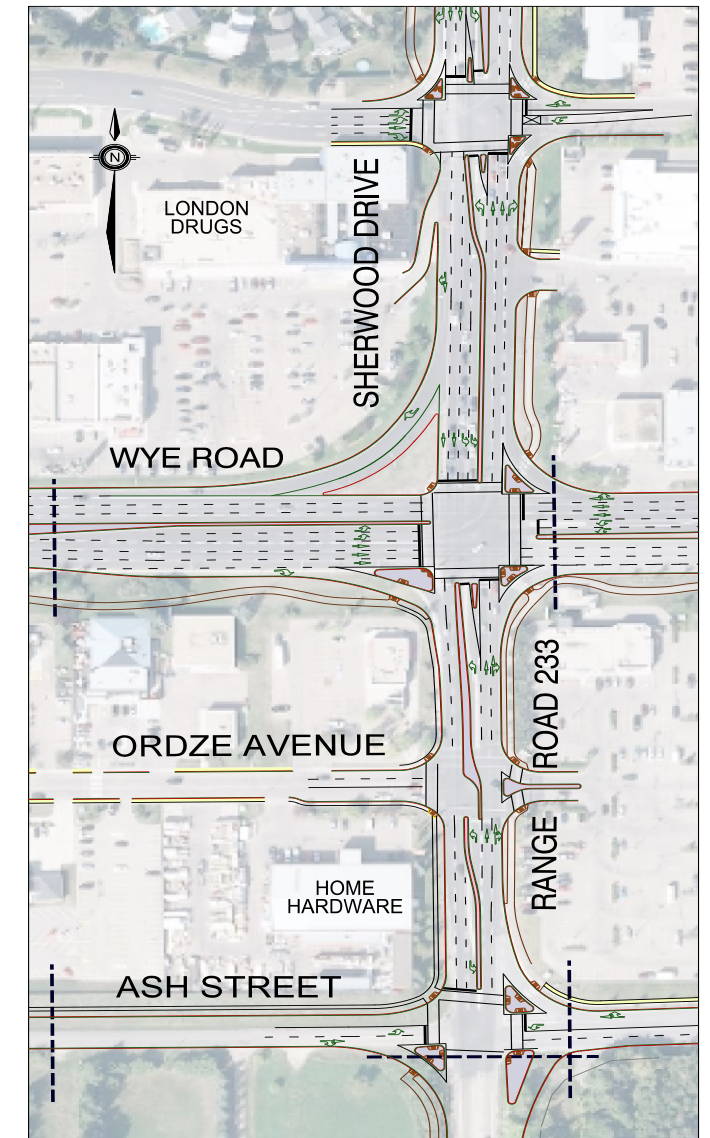 N
LONDON
DRUGS
SHERWOOD DRIVE
WYE ROAD
ORDZE AVENUE
RANGE ROAD 233
HOME
HARDWARE
ASH STREET